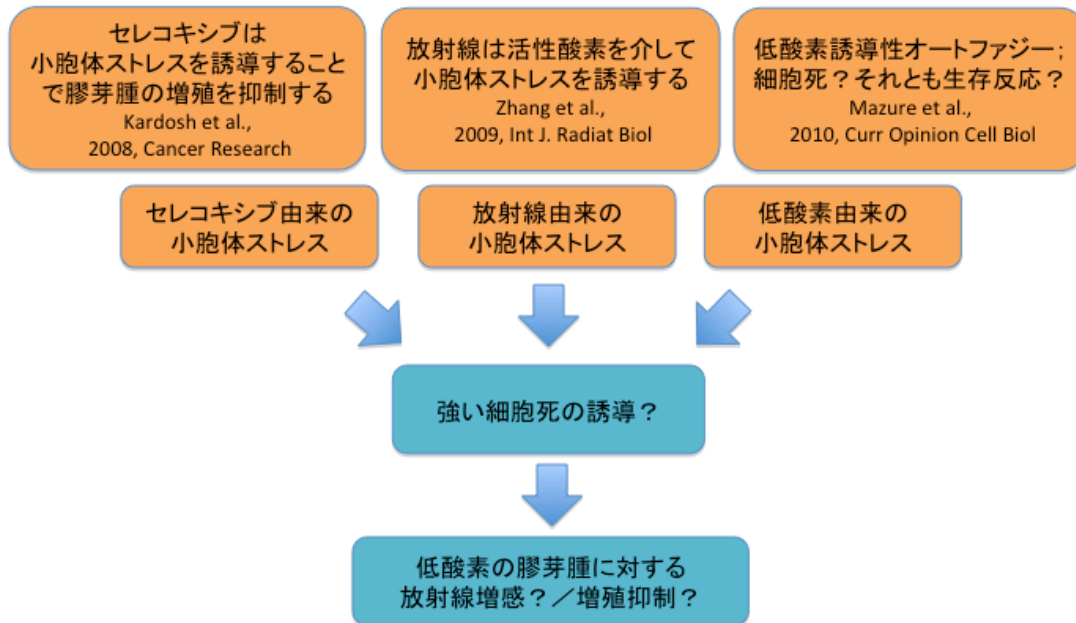 セレコキシブは
小胞体ストレスを誘導すること
で膠芽腫の増殖を抑制する
Kardosh et al.,
2008, Cancer Research
放射線は活性酸素を介して
小胞体ストレスを誘導する
Zhang et al.,
2009, Int J. Radiat Biol
低酸素誘導性オートファジー;
細胞死？それとも生存反応？
Mazure et al.,
2010, Curr Opinion Cell Biol
セレコキシブ由来の
小胞体ストレス
放射線由来の
小胞体ストレス
低酸素由来の
小胞体ストレス
強い細胞死の誘導？
低酸素の膠芽腫に対する
放射線増感？／増殖抑制？